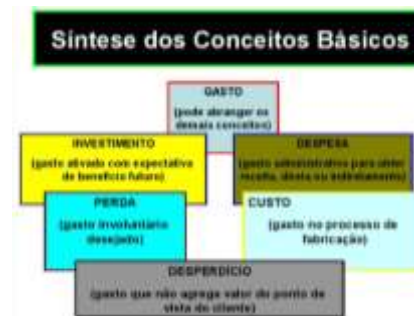 Síntese dos Conceitos Básicos
GASTO
(pode abranger os
demais conceitos)
INVESTIMENTO
(gasto ativado com expectativa
de benefício futuro)
DESPESA
(gasto administrativo para obter
receita, direta ou indiretamente)
PERDA
(gasto involuntário
desejado)
CUSTO
(gasto no processo de
fabricação)
DESPERDÍCIO
(gasto que não agrega valor do ponto de
vista do cliente)